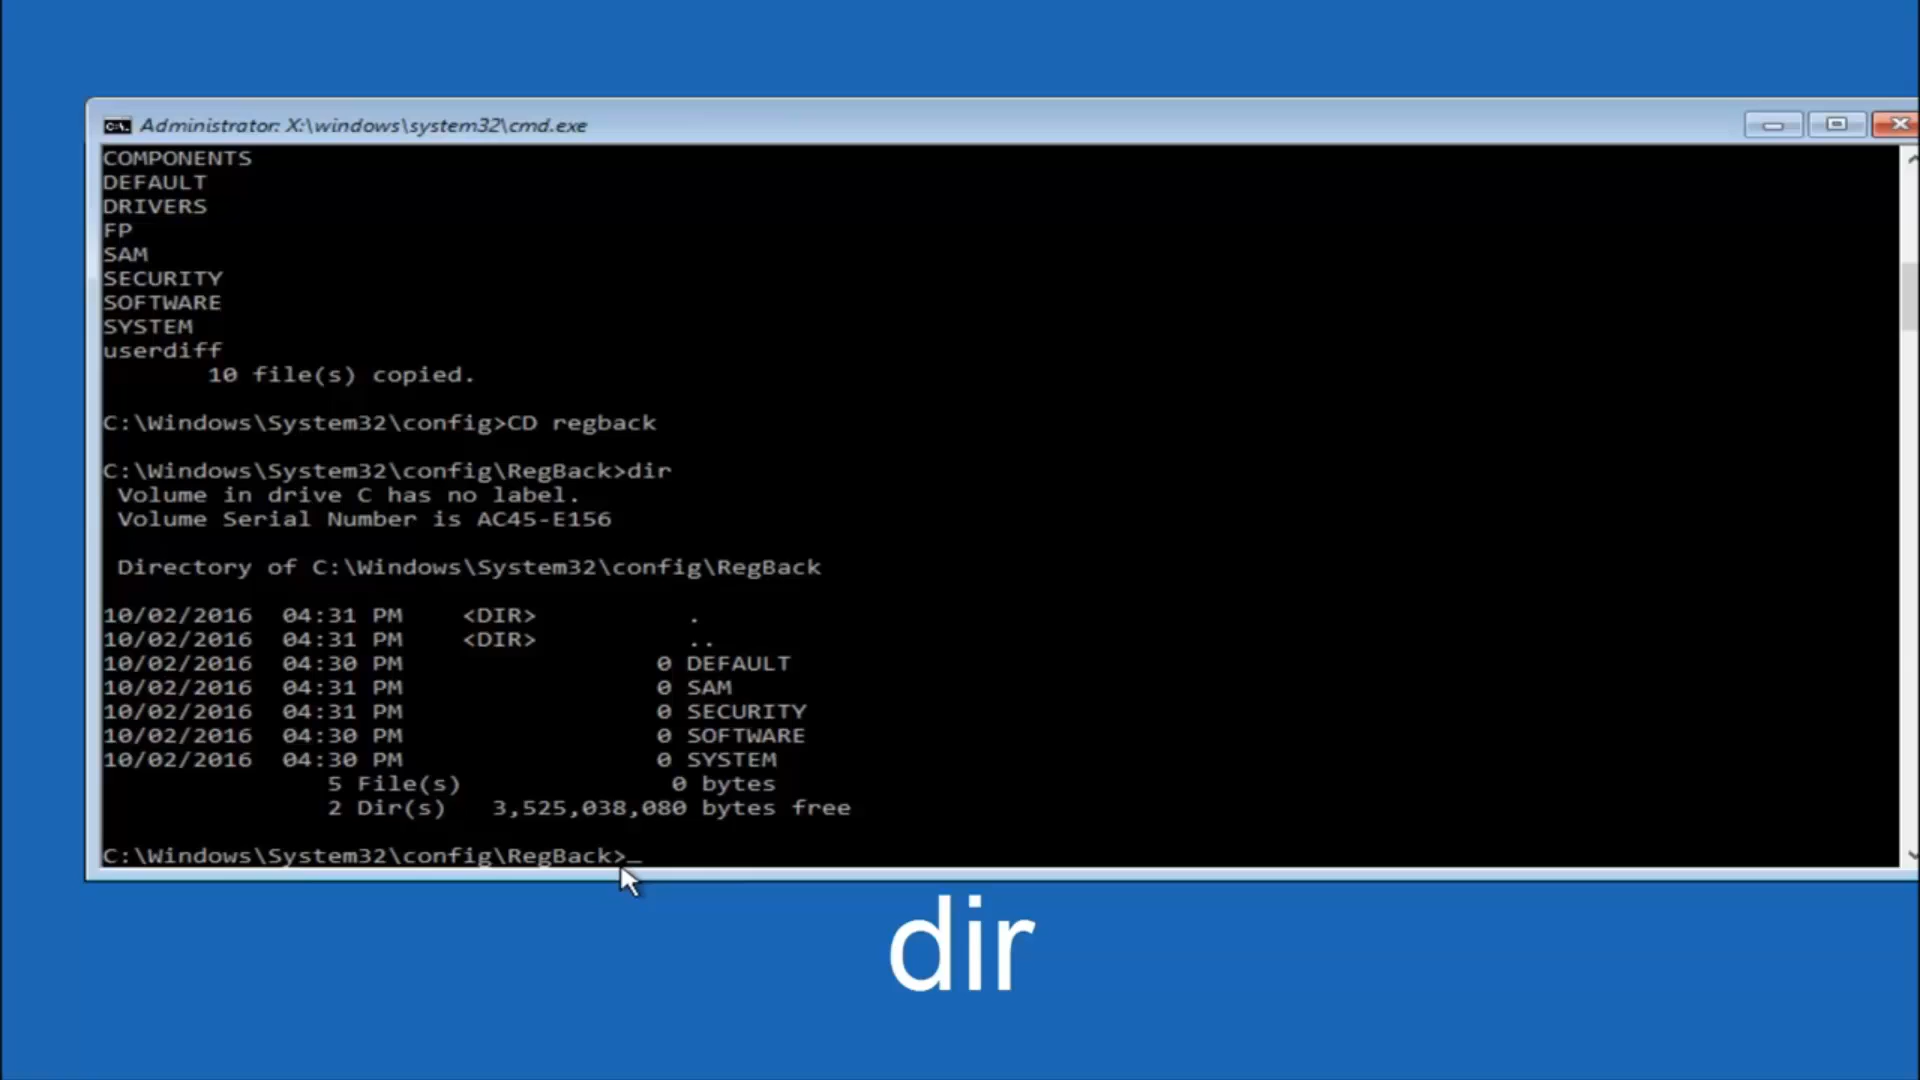 Administrator: X:\windows\system32\cmd.exe
COMPONENTS
DEFAULT
DRIVERS
FP
SAM
SECURITY
SOFTWARE
SYSTEM
userdiff
10 file(s) copied.
C:\Windows\System32\config>CD regback
C:\Windows\System32\config\RegBack>dir
Volume in drive C has no label.
Volume Serial Number is AC45-E156
Directory of C:\Windows\System32\config\RegBack
10/02/2016 04:31 PM <DIR> .
10/02/2016 04:31 PM <DIR> ..
10/02/2016 04:30 PM 0 DEFAULT
10/02/2016 04:31 PM 0 SAM
10/02/2016 04:31 PM 0 SECURITY
10/02/2016 04:30 PM 0 SOFTWARE
10/02/2016 04:30 PM 0 SYSTEM
5 File(s) 0 bytes
2 Dir(s) 3,525,038,080 bytes free
C:\Windows\System32\config\RegBack>_
dir